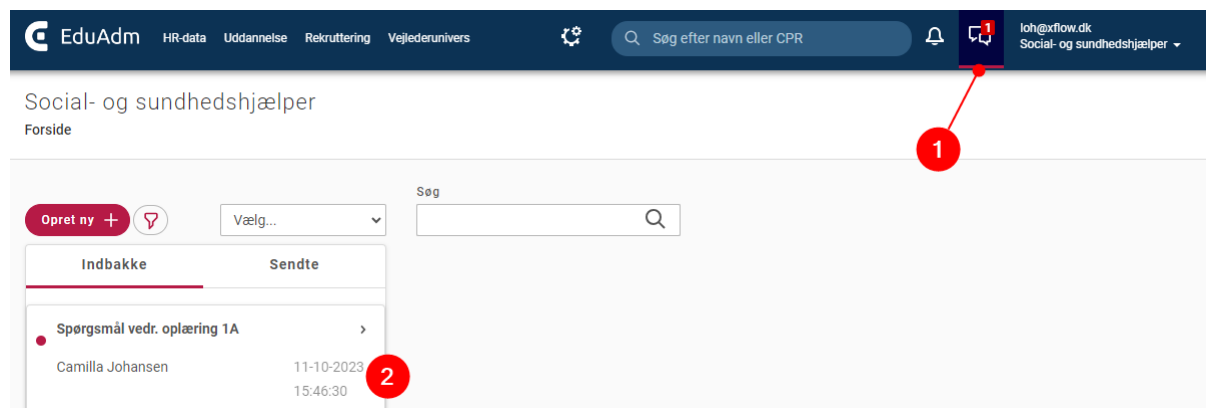 EduAdm HR-data Uddannelse Rekruttering Vejlederunivers Søg efter navn eller CPR 1 loh@xflow.dk
Social- og sundhedshjælper
Social- og sundhedshjælper
Forside
1
Søg
Opret ny Vælg...
Indbakke Sendte
Spørgsmål vedr. oplæring 1A
Camilla Johansen 11-10-2023
2
15:46:30